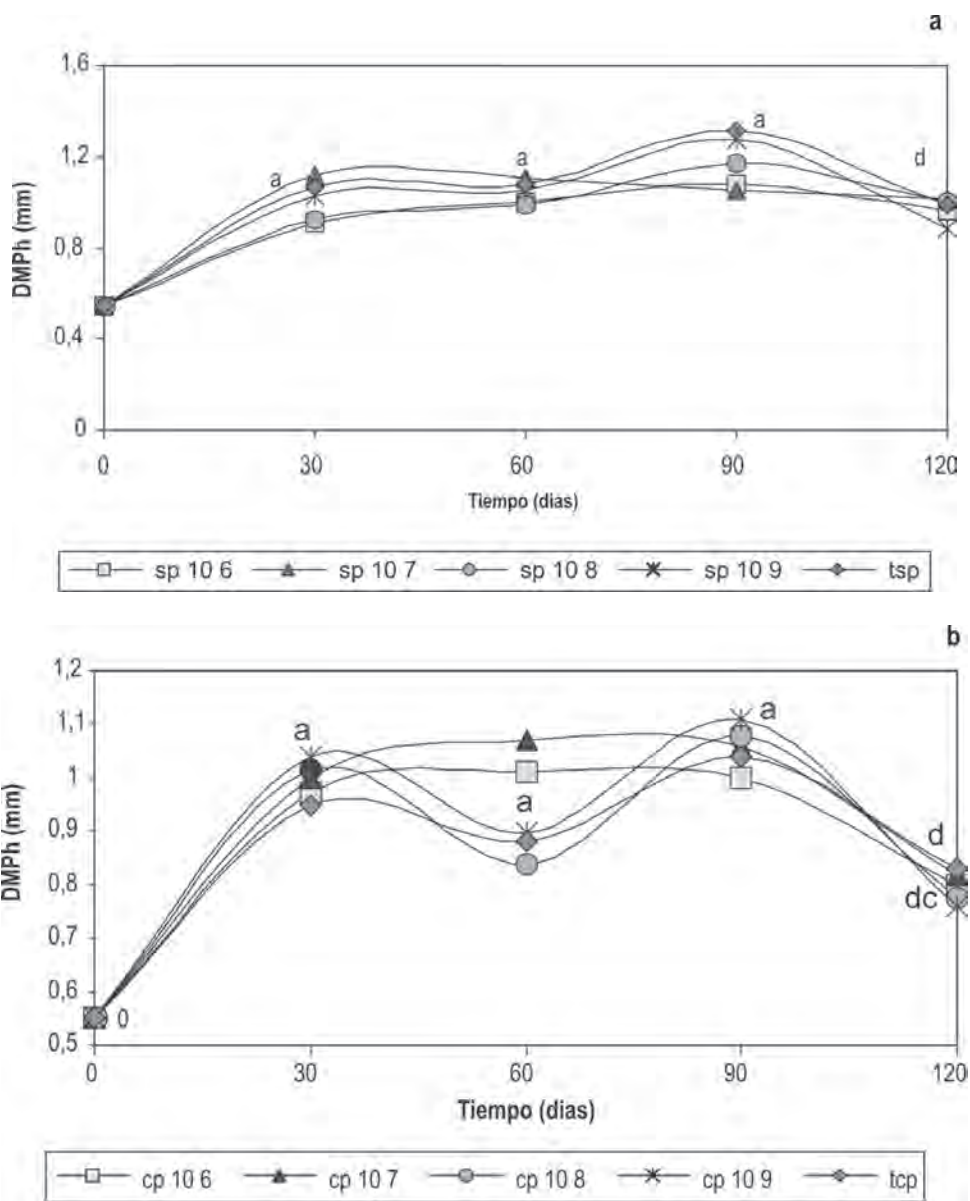 a
1,6
1,2
0,8
0,4
0
DMPh (mm)
a
a
a
d
0 30 60 90 120
Tiempo (dias)
sp 10 6 sp 10 7 sp 10 8 sp 10 9 tsp
b
1,2
1,1
1
0,9
0,8
0,7
0,6
0,5
DMPh (mm)
a
a
a
d
dc
0
0 30 60 90 120
Tiempo (dias)
cp 10 6 cp 10 7 cp 10 8 cp 10 9 tcp